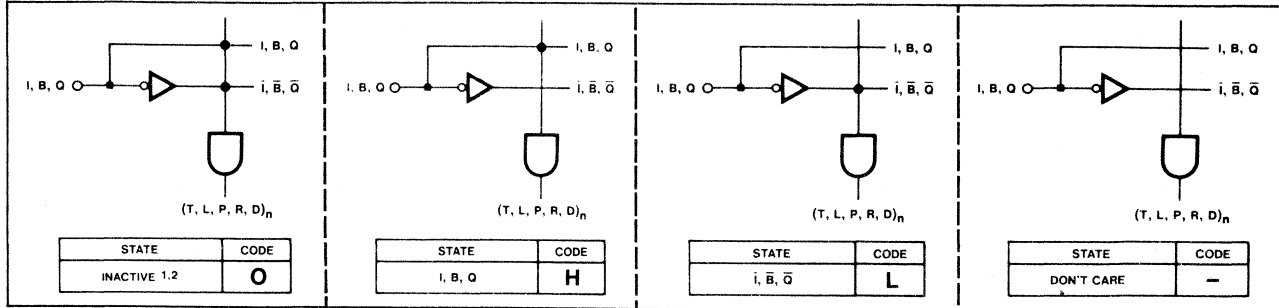 I, B, Q
I, B, Q
i, B̅, Q̅
(T, L, P, R, D)n
STATE CODE
INACTIVE 1,2 O
I, B, Q
I, B, Q
i, B̅, Q̅
(T, L, P, R, D)n
STATE CODE
I, B, Q H
I, B, Q
I, B, Q
i, B̅, Q̅
(T, L, P, R, D)n
STATE CODE
i, B̅, Q̅ L
I, B, Q
I, B, Q
i, B̅, Q̅
(T, L, P, R, D)n
STATE CODE
DON'T CARE –